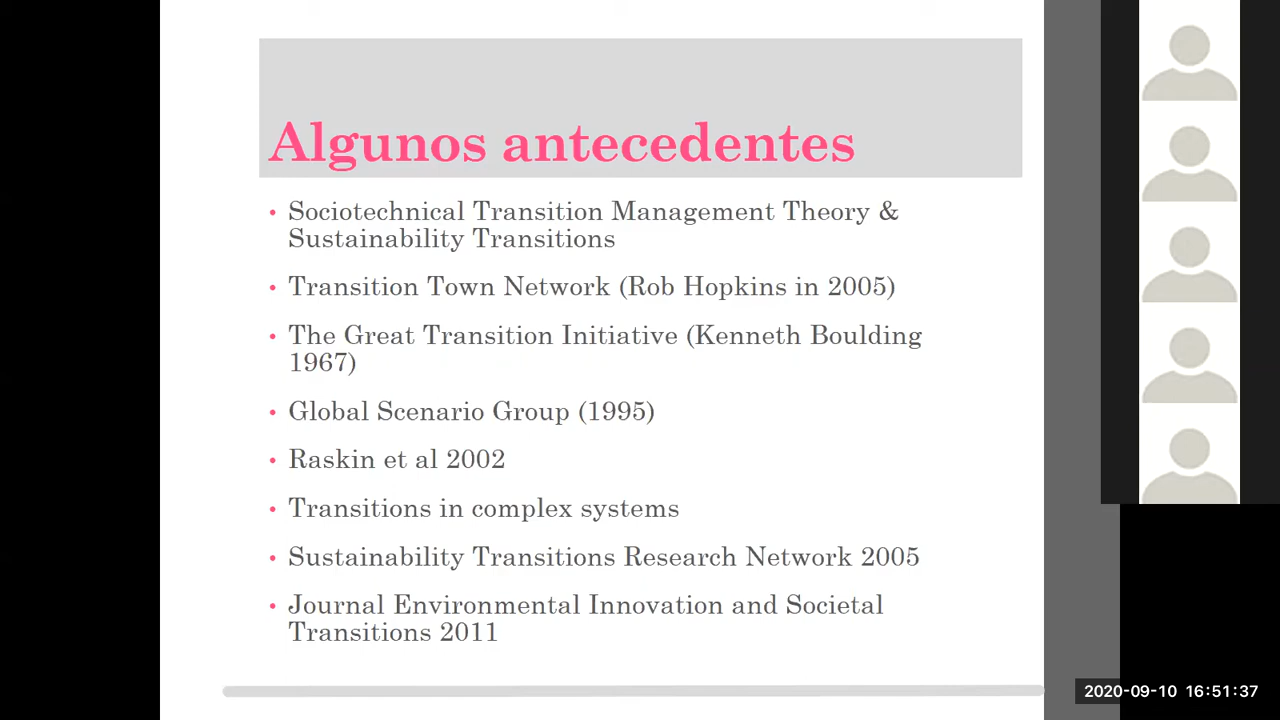 Algunos antecedentes
• Sociotechnical Transition Management Theory &
Sustainability Transitions
• Transition Town Network (Rob Hopkins in 2005)
• The Great Transition Initiative (Kenneth Boulding
1967)
• Global Scenario Group (1995)
• Raskin et al 2002
• Transitions in complex systems
• Sustainability Transitions Research Network 2005
• Journal Environmental Innovation and Societal
Transitions 2011
2020-09-10 16:51:37